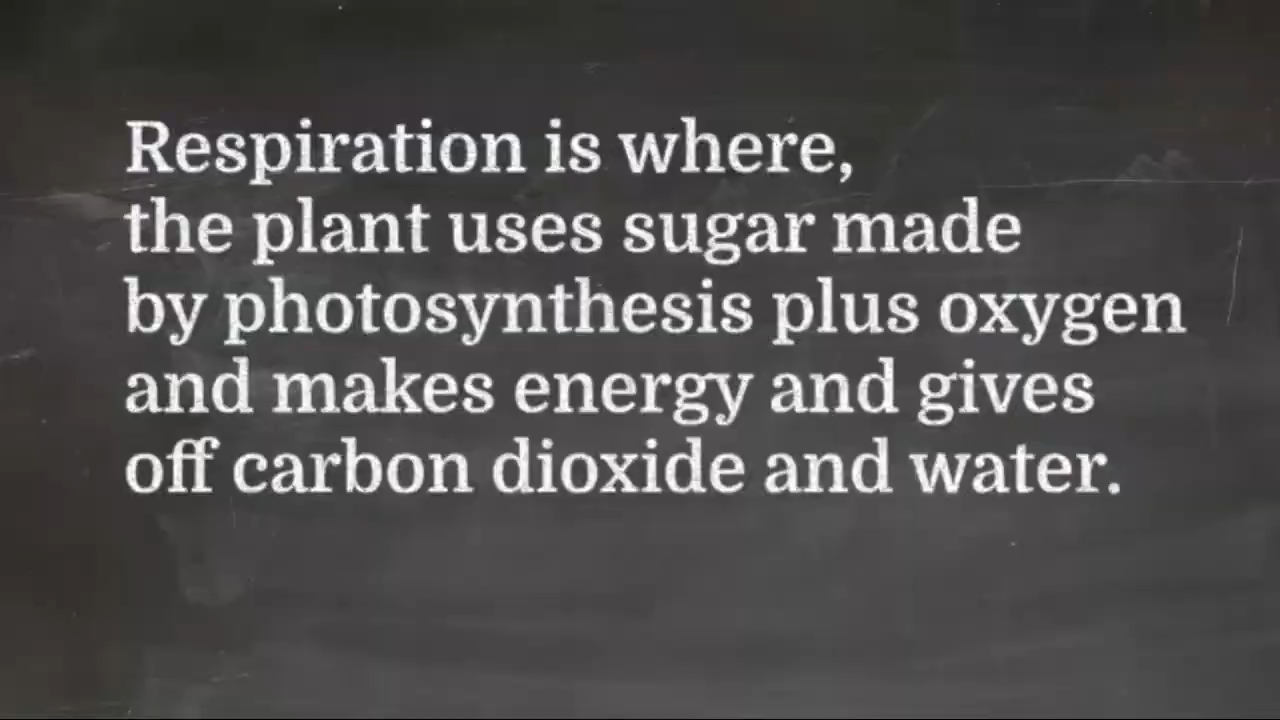 Respiration is where,
the plant uses sugar made
by photosynthesis plus oxygen
and makes energy and gives
off carbon dioxide and water.